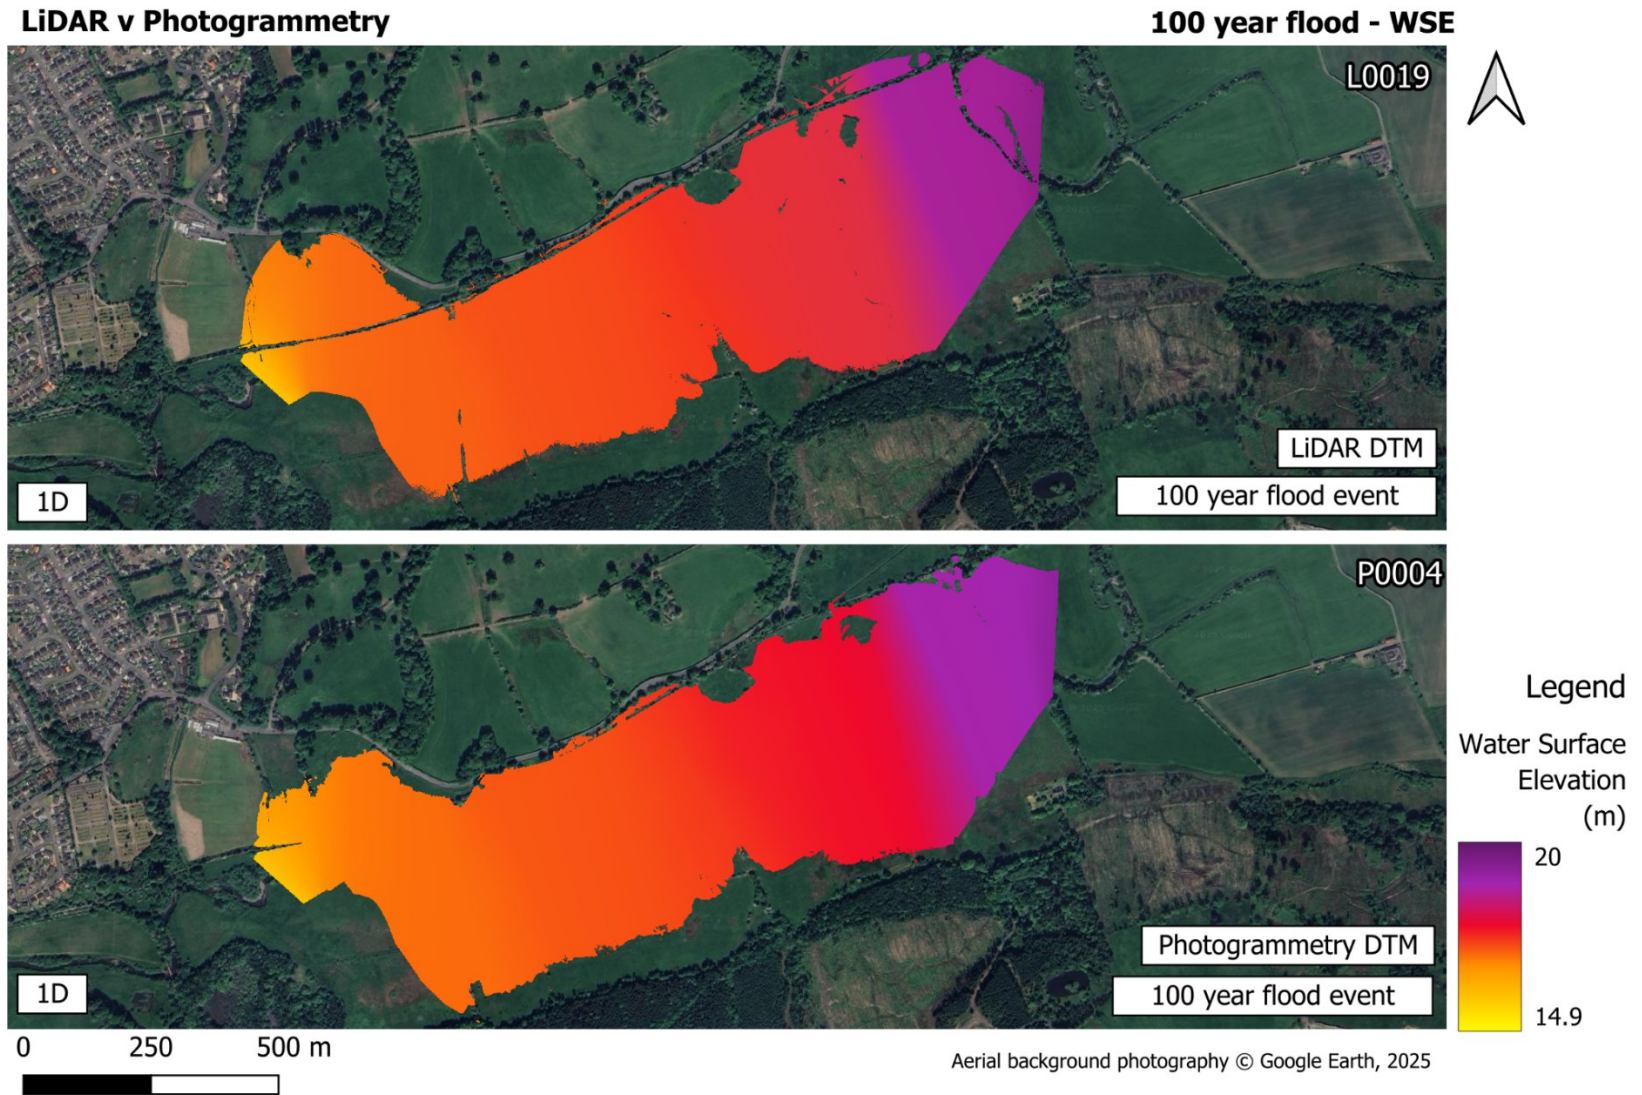 LiDAR v Photogrammetry
100 year flood - WSE
L0019
LiDAR DTM
1D
100 year flood event
P0004
Legend
Water Surface
Elevation
(m)
20
14.9
Photogrammetry DTM
1D
100 year flood event
0 250 500 m
Aerial background photography © Google Earth, 2025